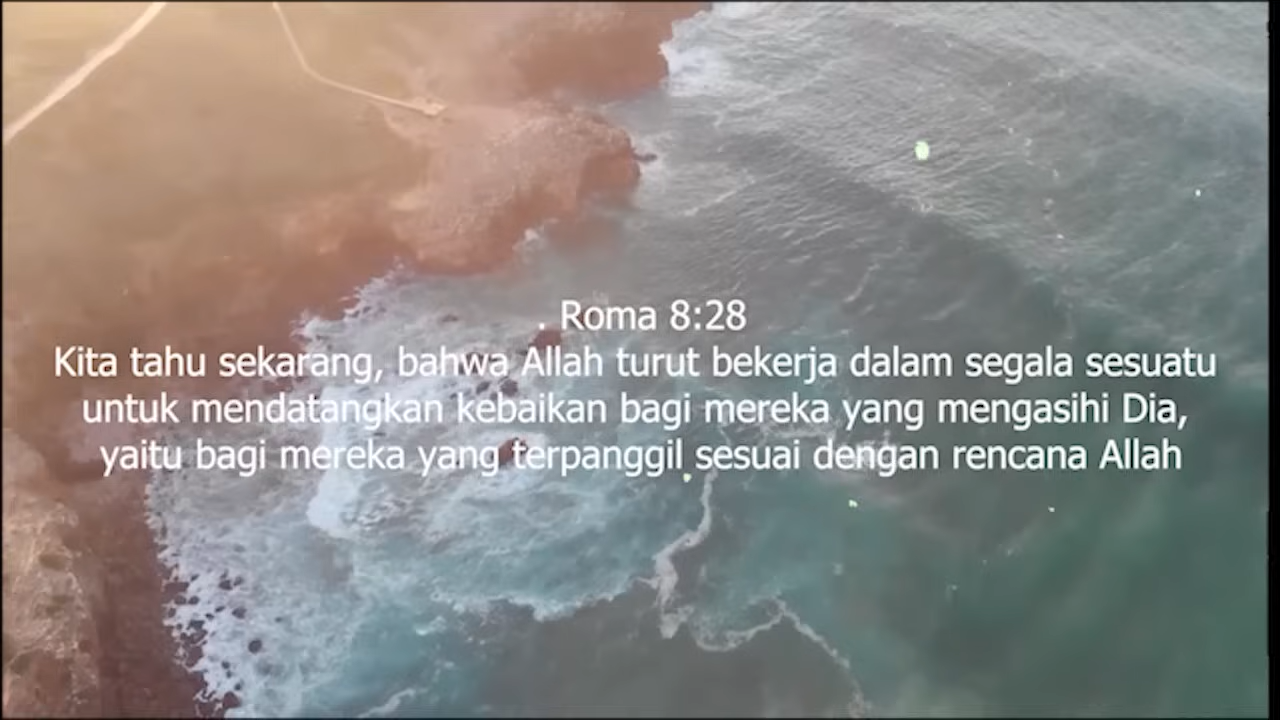 . Roma 8:28
Kita tahu sekarang, bahwa Allah turut bekerja dalam segala sesuatu
untuk mendatangkan kebaikan bagi mereka yang mengasihi Dia,
yaitu bagi mereka yang terpanggil sesuai dengan rencana Allah